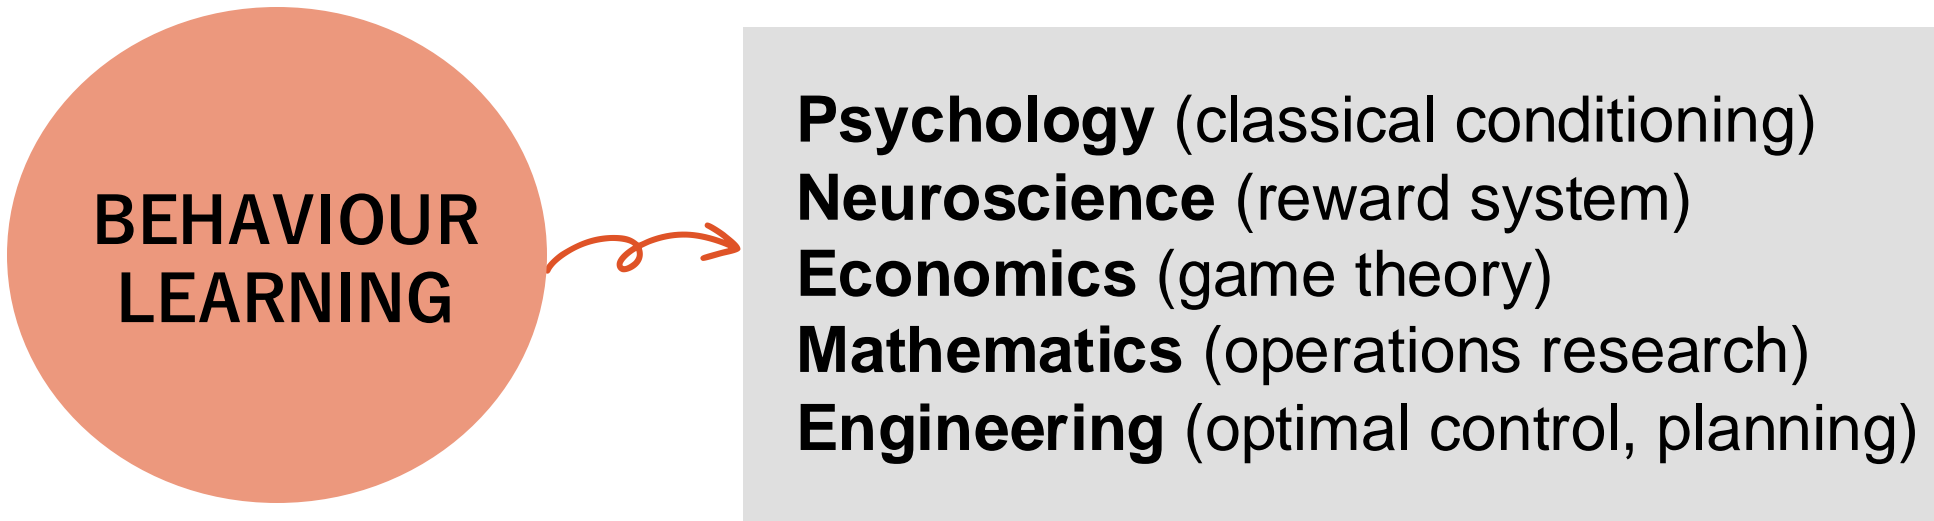 BEHAVIOUR
LEARNING
Psychology (classical conditioning)
Neuroscience (reward system)
Economics (game theory)
Mathematics (operations research)
Engineering (optimal control, planning)